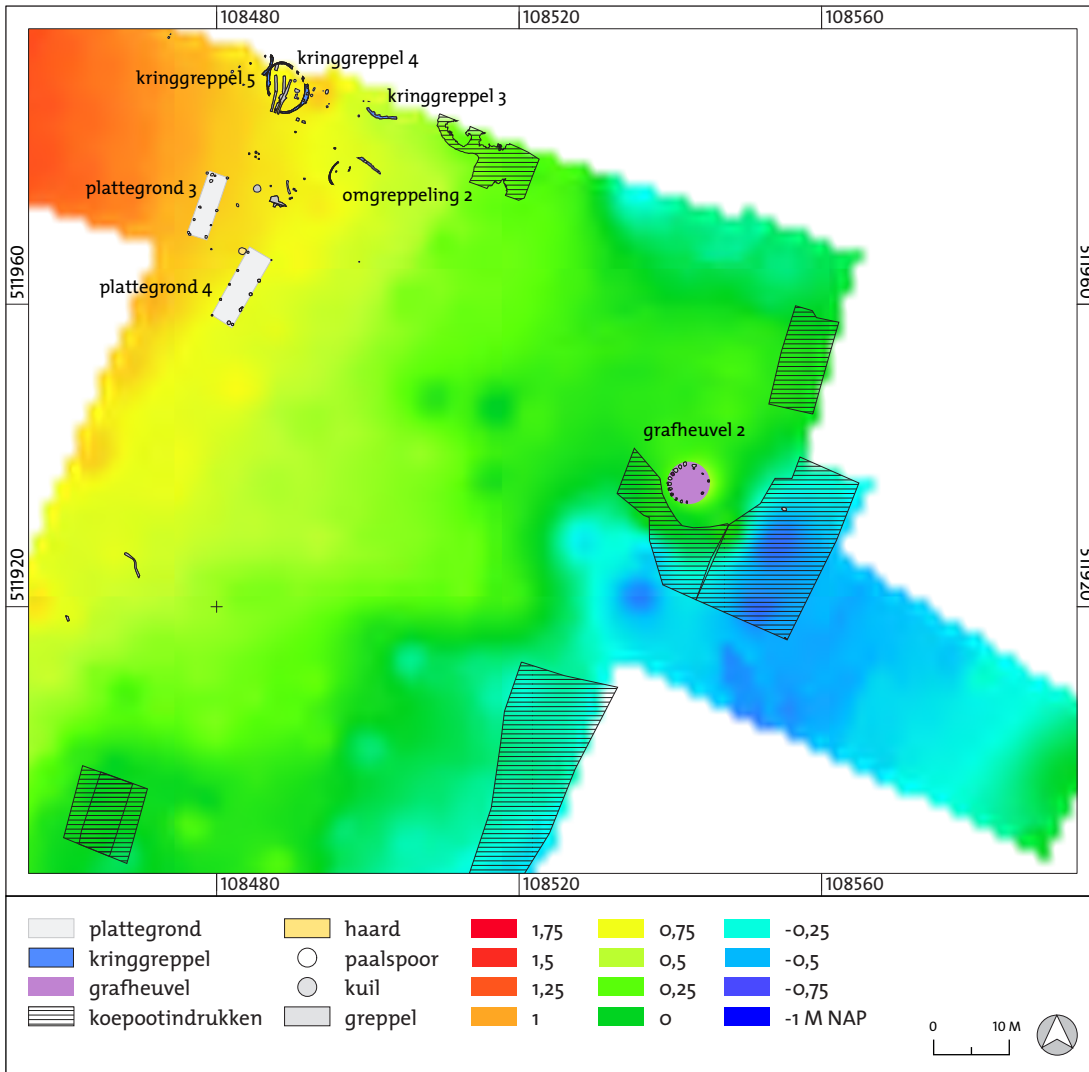 108480 108520 108560
kringgreppel 4
kringgreppel 5
kringgreppel 3
plattegrond 3
omgreppeling 2
511960 511960
plattegrond 4
grafheuvel 2
511920 511920
108480 108520 108560
plattegrond haard 1,75 0,75 -0,25
kringgreppel paalspoor 1,5 0,5 -0,5
grafheuvel kuil 1,25 0,25 -0,75
koepootindrukken greppel 1 0 -1 M NAP
0 10 M